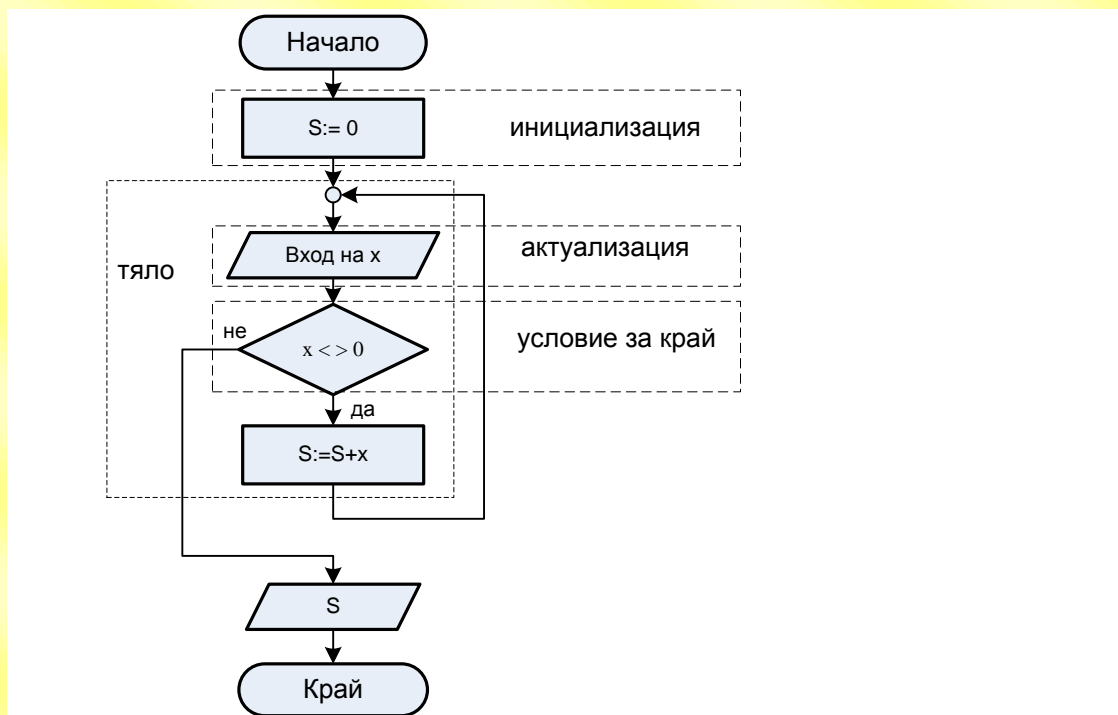 Начало
S:= 0
инициализация
тяло
Вход на x
актуализация
не
x < > 0
условие за край
да
S:=S+x
S
Край